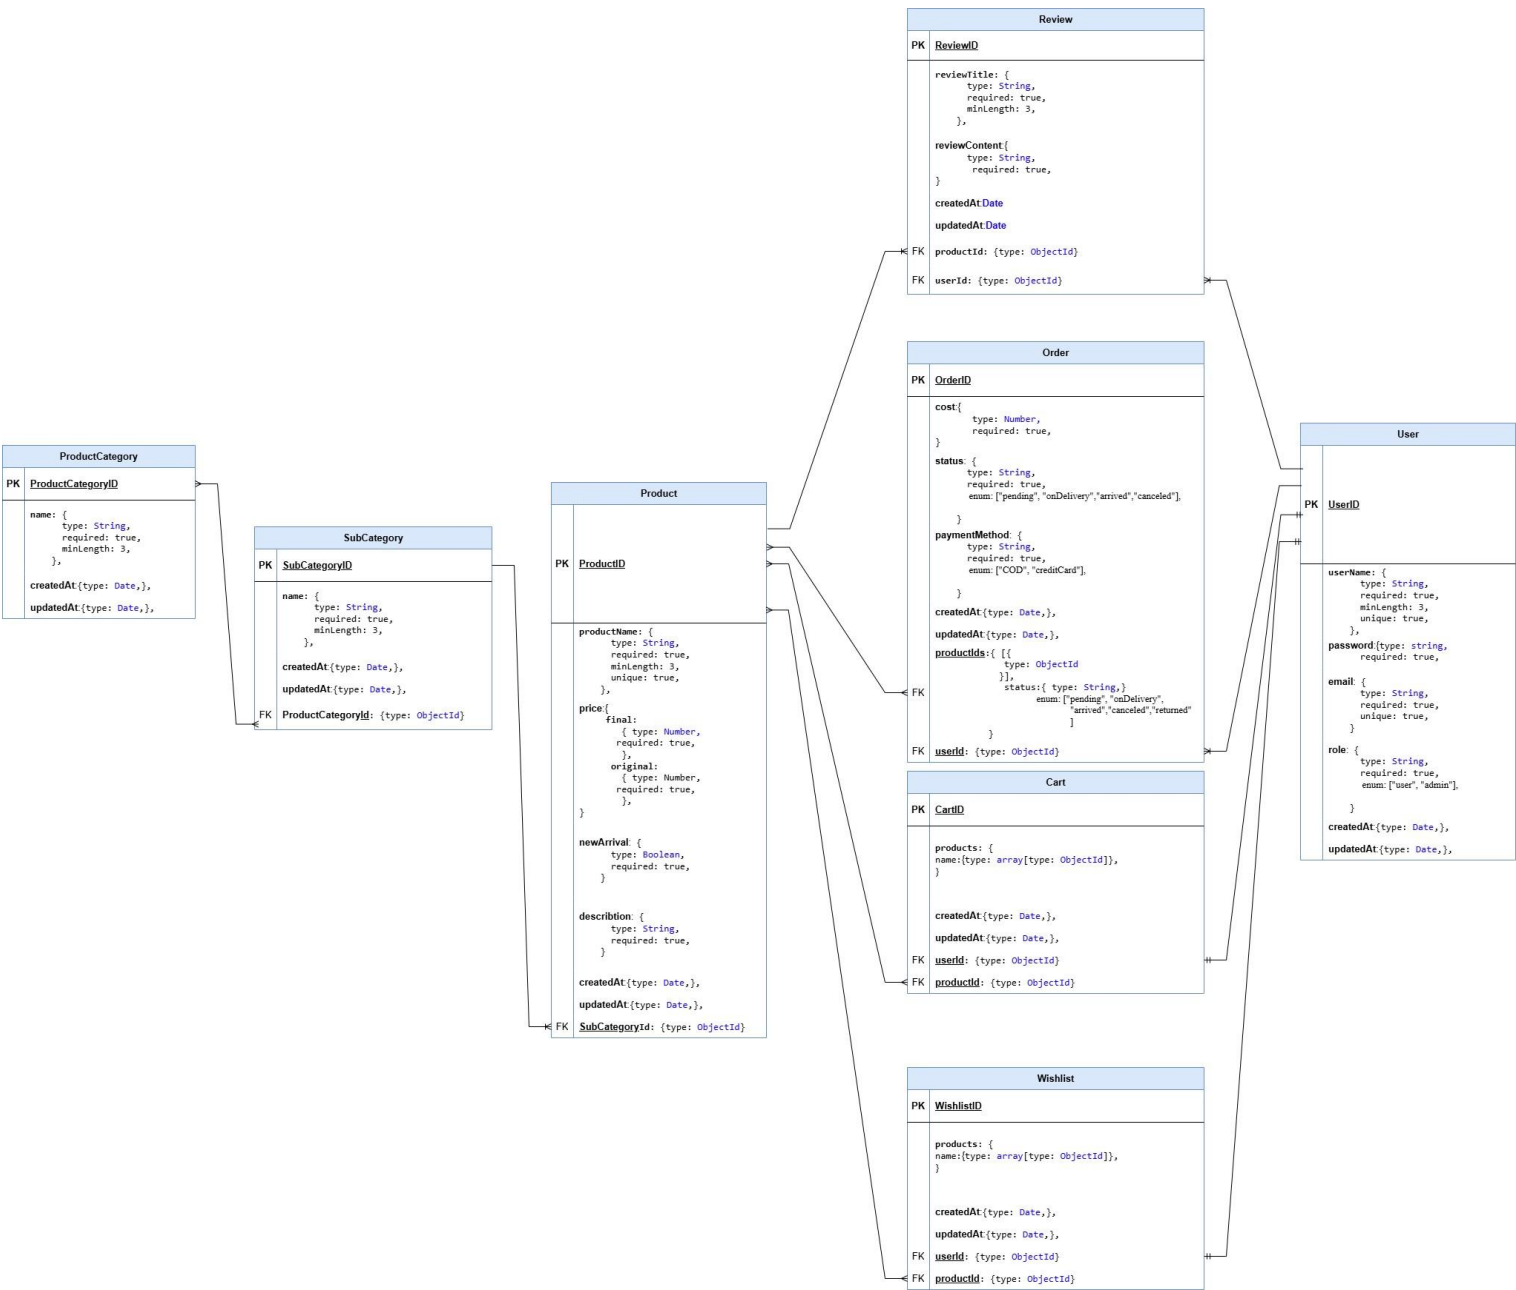 Review
PK ReviewID
reviewTitle: {
type: String,
required: true,
minLength: 3,
},
reviewContent:{
type: String,
required: true,
}
createdAt:Date
updatedAt:Date
FK productId: {type: ObjectId}
FK userId: {type: ObjectId}
Order
PK OrderID
cost:{
type: Number,
required: true,
}
status: {
type: String,
required: true,
enum: ["pending", "onDelivery","arrived","canceled"],
}
paymentMethod: {
type: String,
required: true,
enum: ["COD", "creditCard"],
}
createdAt:{type: Date,},
updatedAt:{type: Date,},
productIds:{ [{
type: ObjectId
}],
FK
status:{ type: String,}
enum: ["pending", "onDelivery",
"arrived","canceled","returned"
]
}
FK userId: {type: ObjectId}
User
PK UserID
userName: {
type: String,
required: true,
minLength: 3,
unique: true,
},
password:{type: string,
required: true,
email: {
type: String,
required: true,
unique: true,
}
role: {
type: String,
required: true,
enum: ["user", "admin"],
}
createdAt:{type: Date,},
updatedAt:{type: Date,},
ProductCategory
PK ProductCategoryID
name: {
type: String,
required: true,
minLength: 3,
},
createdAt:{type: Date,},
updatedAt:{type: Date,},
SubCategory
PK SubCategoryID
name: {
type: String,
required: true,
minLength: 3,
},
createdAt:{type: Date,},
updatedAt:{type: Date,},
FK ProductCategoryId: {type: ObjectId}
Product
PK ProductID
productName: {
type: String,
required: true,
minLength: 3,
unique: true,
},
price:{
final:
{ type: Number,
required: true,
},
original:
{ type: Number,
required: true,
},
}
newArrival: {
type: Boolean,
required: true,
}
describtion: {
type: String,
required: true,
}
createdAt:{type: Date,},
updatedAt:{type: Date,},
FK SubCategoryId: {type: ObjectId}
Cart
PK CartID
products: {
name:{type: array[type: ObjectId]},
}
createdAt:{type: Date,},
updatedAt:{type: Date,},
FK userId: {type: ObjectId}
FK productId: {type: ObjectId}
Wishlist
PK WishlistID
products: {
name:{type: array[type: ObjectId]},
}
createdAt:{type: Date,},
updatedAt:{type: Date,},
FK userId: {type: ObjectId}
FK productId: {type: ObjectId}